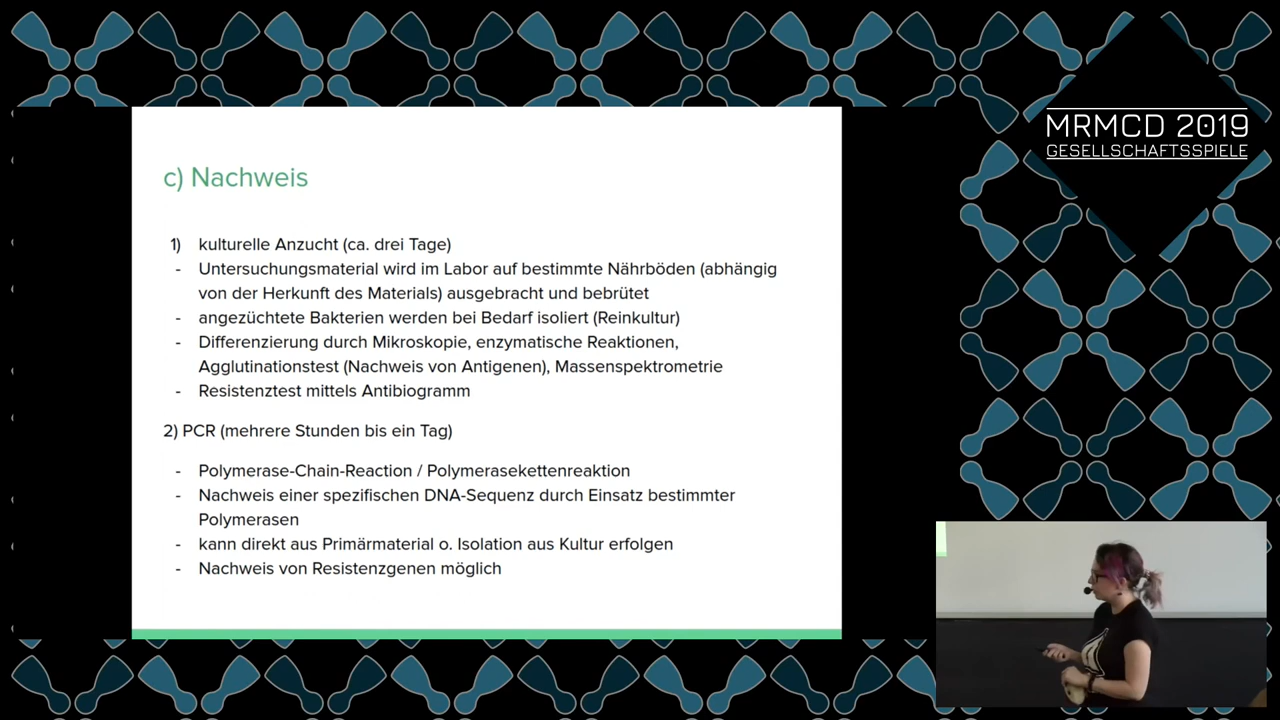 MRMCD 2019
GESELLSCHAFTSSPIELE
c) Nachweis
1) kulturelle Anzucht (ca. drei Tage)
- Untersuchungsmaterial wird im Labor auf bestimmte Nährböden (abhängig
von der Herkunft des Materials) ausgebracht und bebrütet
- angezüchtete Bakterien werden bei Bedarf isoliert (Reinkultur)
- Differenzierung durch Mikroskopie, enzymatische Reaktionen,
Agglutinationstest (Nachweis von Antigenen), Massenspektrometrie
- Resistenztest mittels Antibiogramm
2) PCR (mehrere Stunden bis ein Tag)
- Polymerase-Chain-Reaction / Polymerasekettenreaktion
- Nachweis einer spezifischen DNA-Sequenz durch Einsatz bestimmter
Polymerasen
- kann direkt aus Primärmaterial o. Isolation aus Kultur erfolgen
- Nachweis von Resistenzgenen möglich